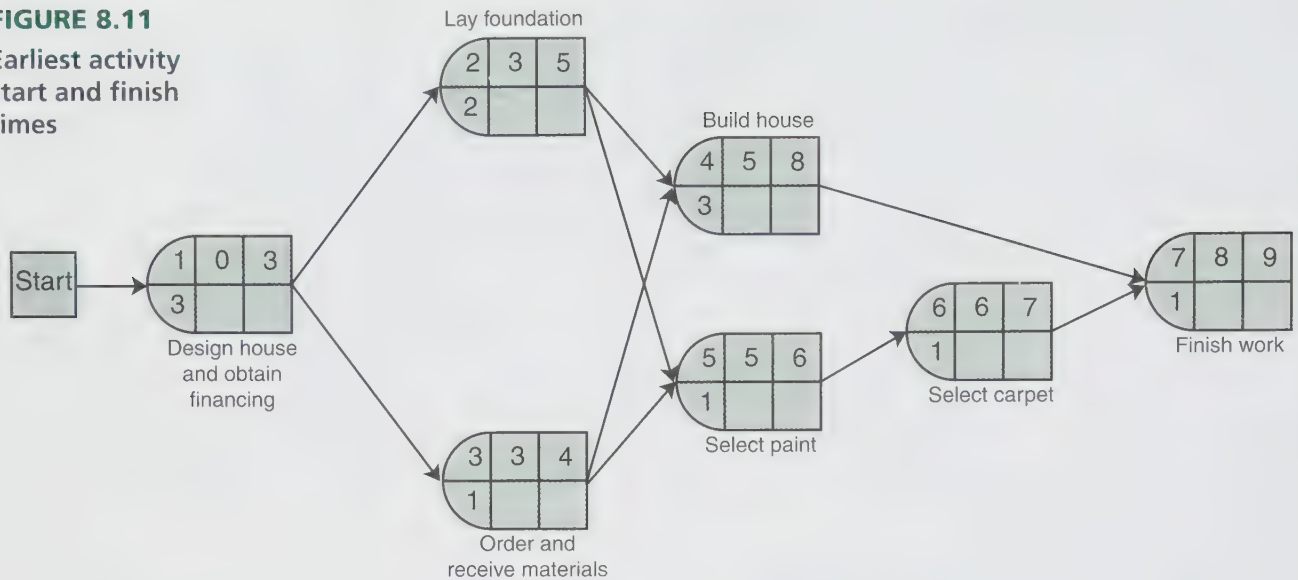 FIGURE 8.11
Earliest activity
start and finish
times
Lay foundation
2 3 5
2
Build house
4 5 8
3
Start
1 0 3
3
Design house
and obtain
financing
7 8 9
1
Finish work
6 6 7
1
Select carpet
5 5 6
1
Select paint
3 3 4
1
Order and
receive materials